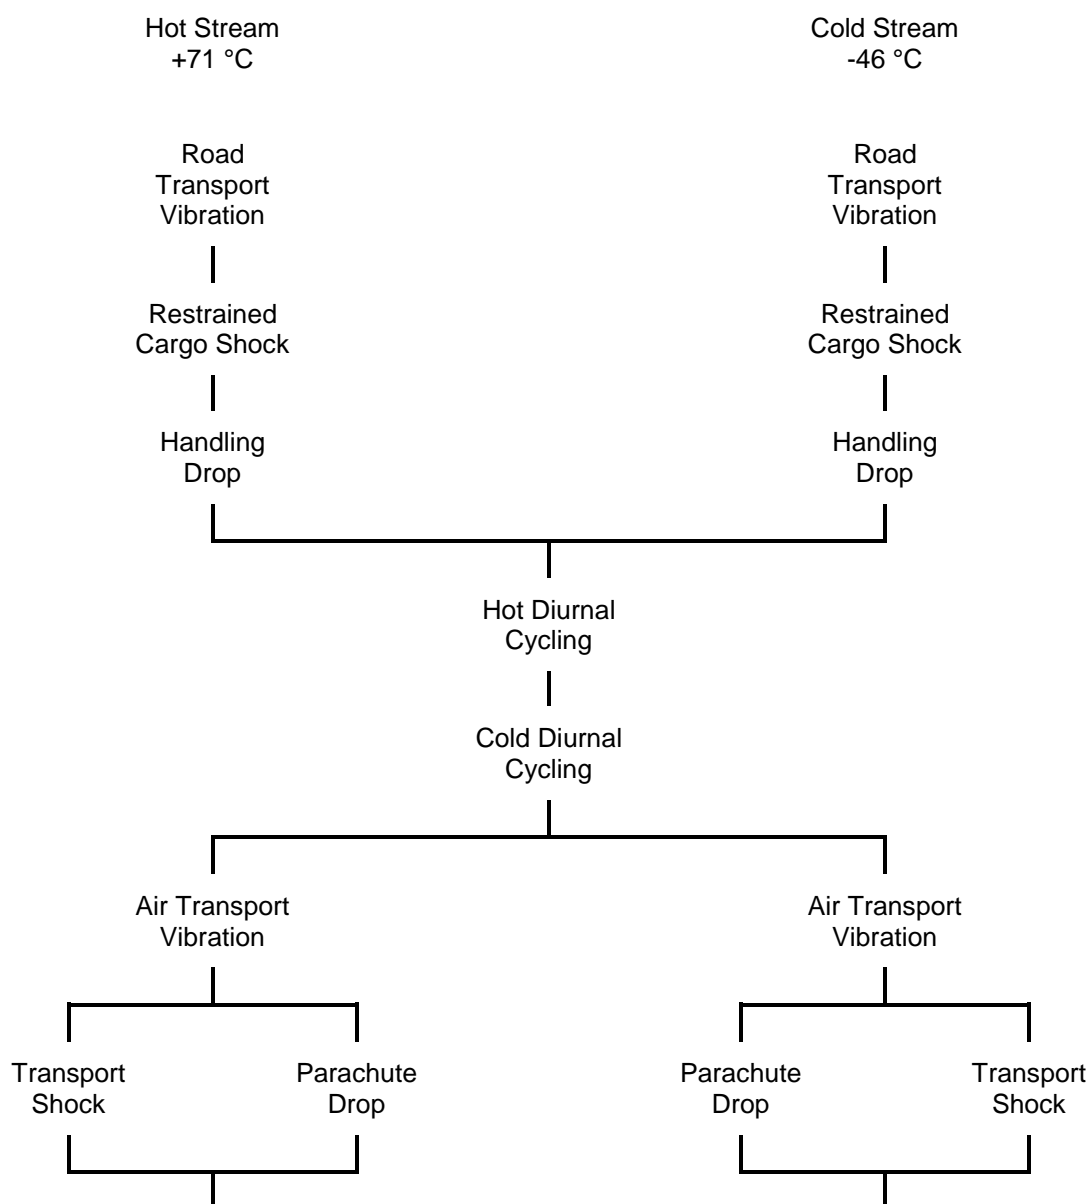 Hot Stream
+71 °C
Cold Stream
-46 °C
Road
Transport
Vibration
Road
Transport
Vibration
Restrained
Cargo Shock
Restrained
Cargo Shock
Handling
Drop
Handling
Drop
Hot Diurnal
Cycling
Cold Diurnal
Cycling
Air Transport
Vibration
Air Transport
Vibration
Transport
Shock
Parachute
Drop
Parachute
Drop
Transport
Shock